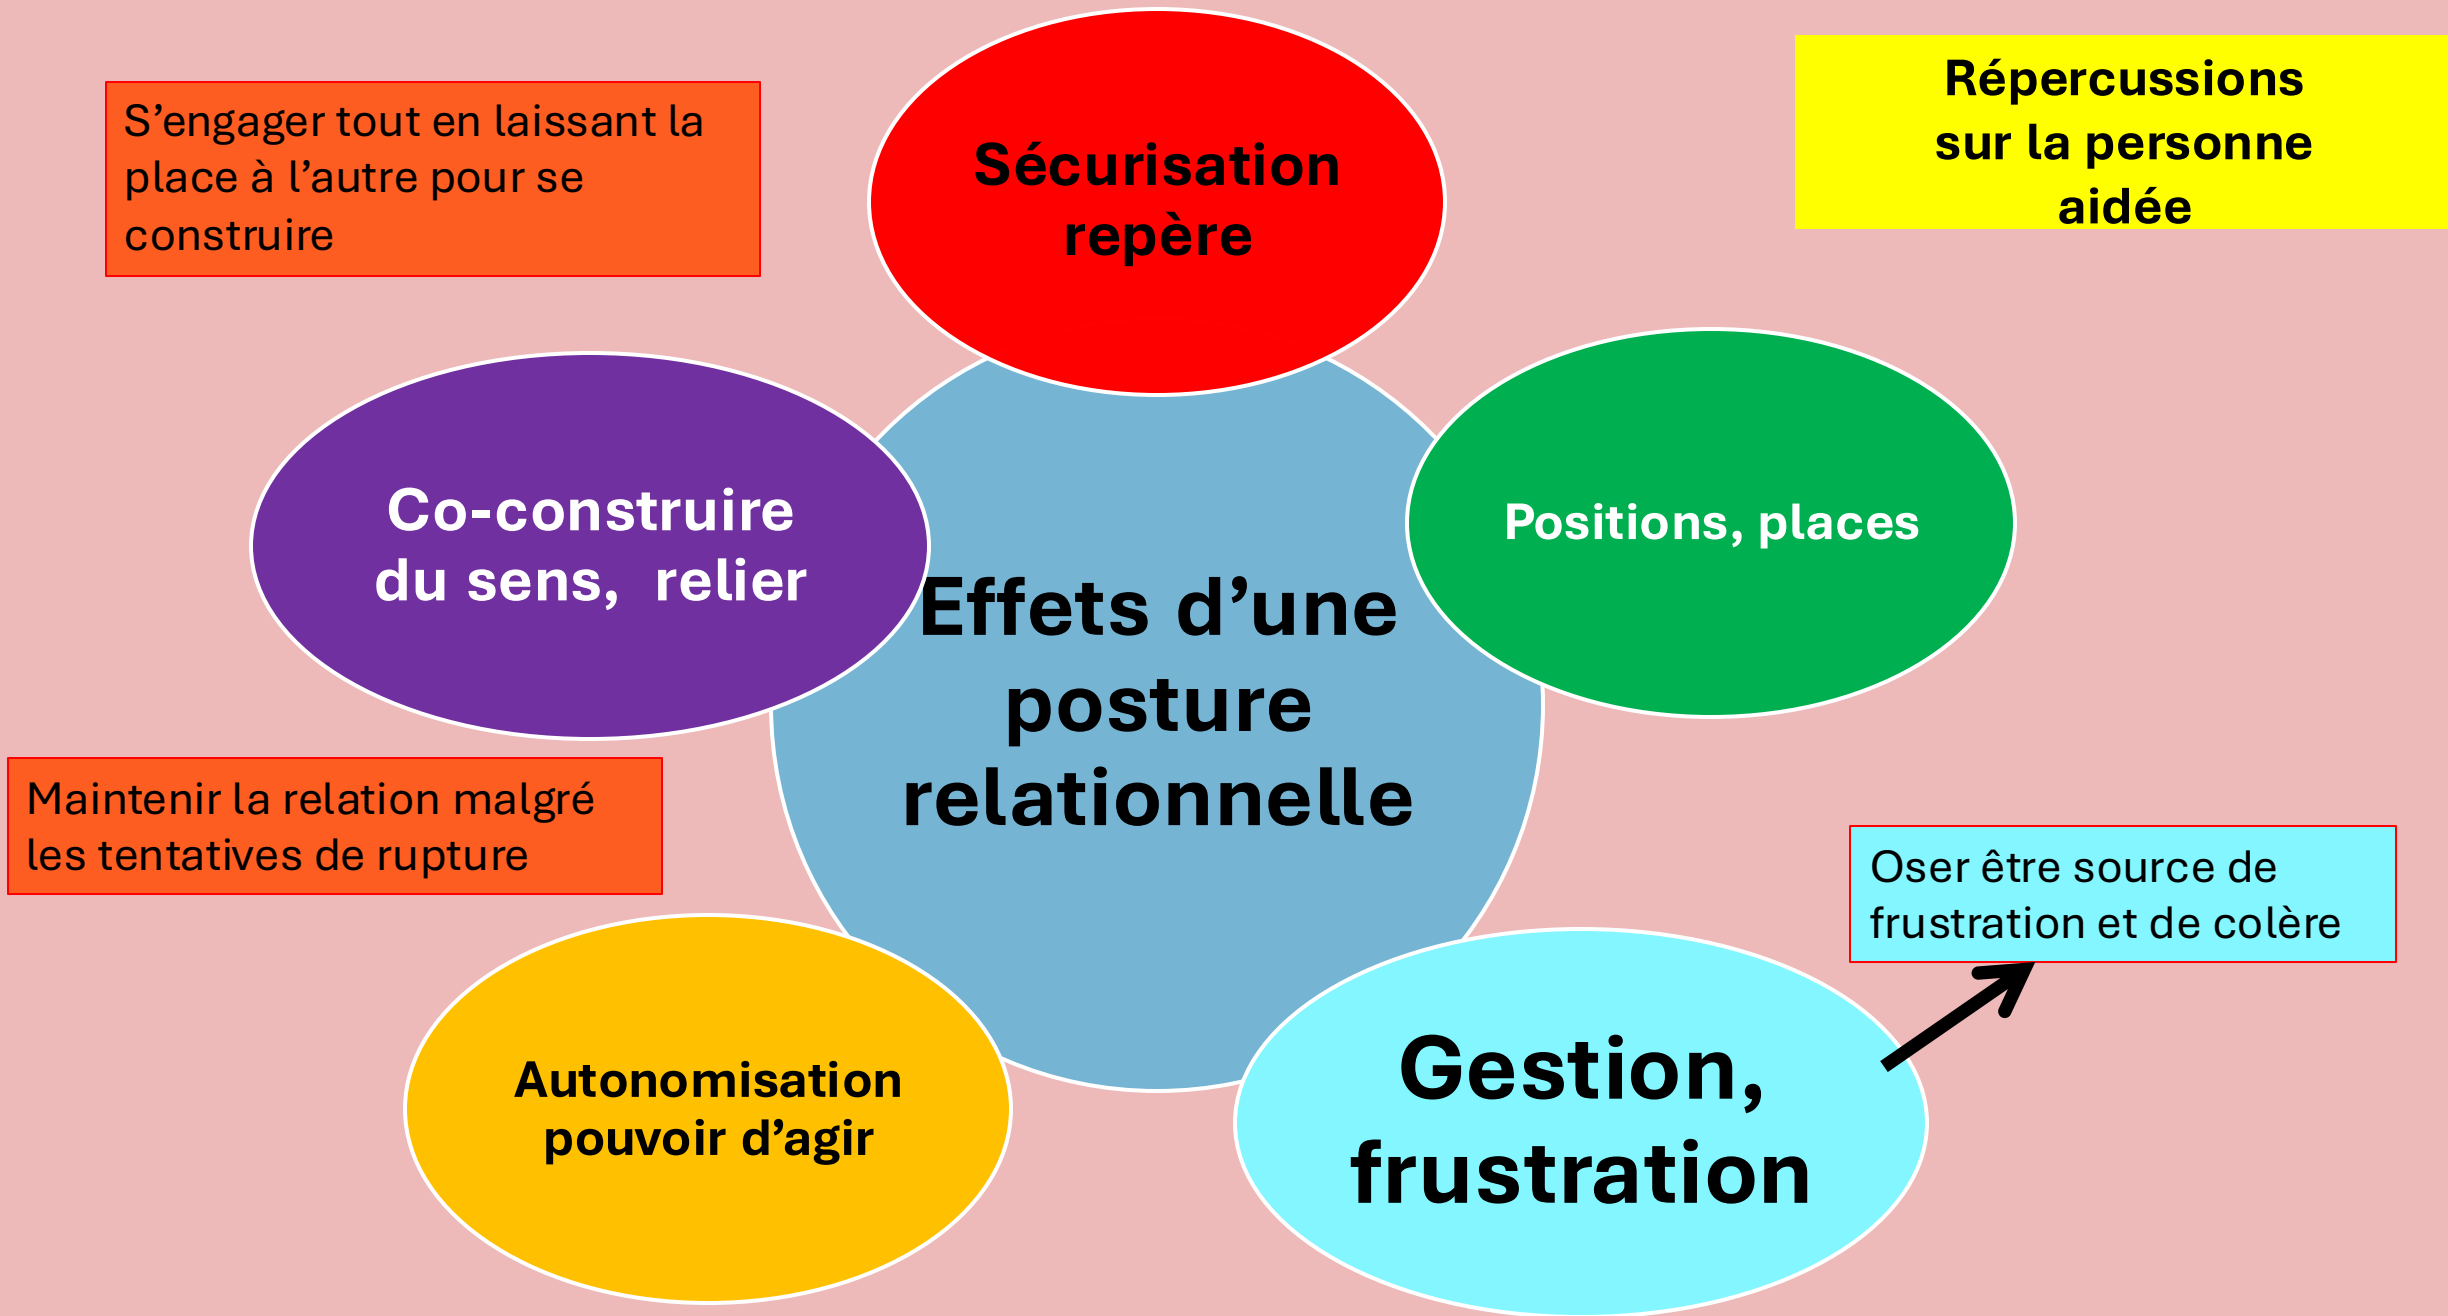 S’engager tout en laissant la
place à l’autre pour se
construire
Sécurisation
repère
Répercussions
sur la personne
aidée
Co-construire
du sens,  relier
Positions, places
Effets d’une
posture
relationnelle
Maintenir la relation malgré
les tentatives de rupture
Oser être source de
frustration et de colère
Autonomisation
pouvoir d’agir
Gestion,
frustration